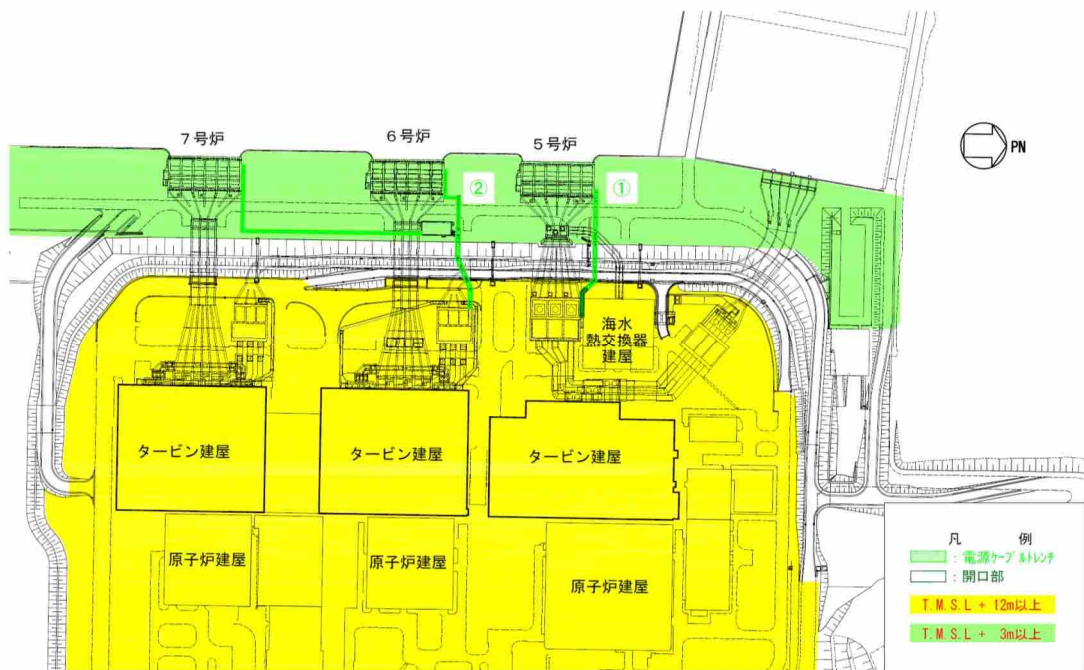 7号炉
6号炉
5号炉
PN
②
①
海水
熱交換器
建屋
タービン建屋
タービン建屋
タービン建屋
原子炉建屋
原子炉建屋
原子炉建屋
凡 例
：電源ケーブルトレンチ
：開口部
T.M.S.L + 12m以上
T.M.S.L + 3m以上